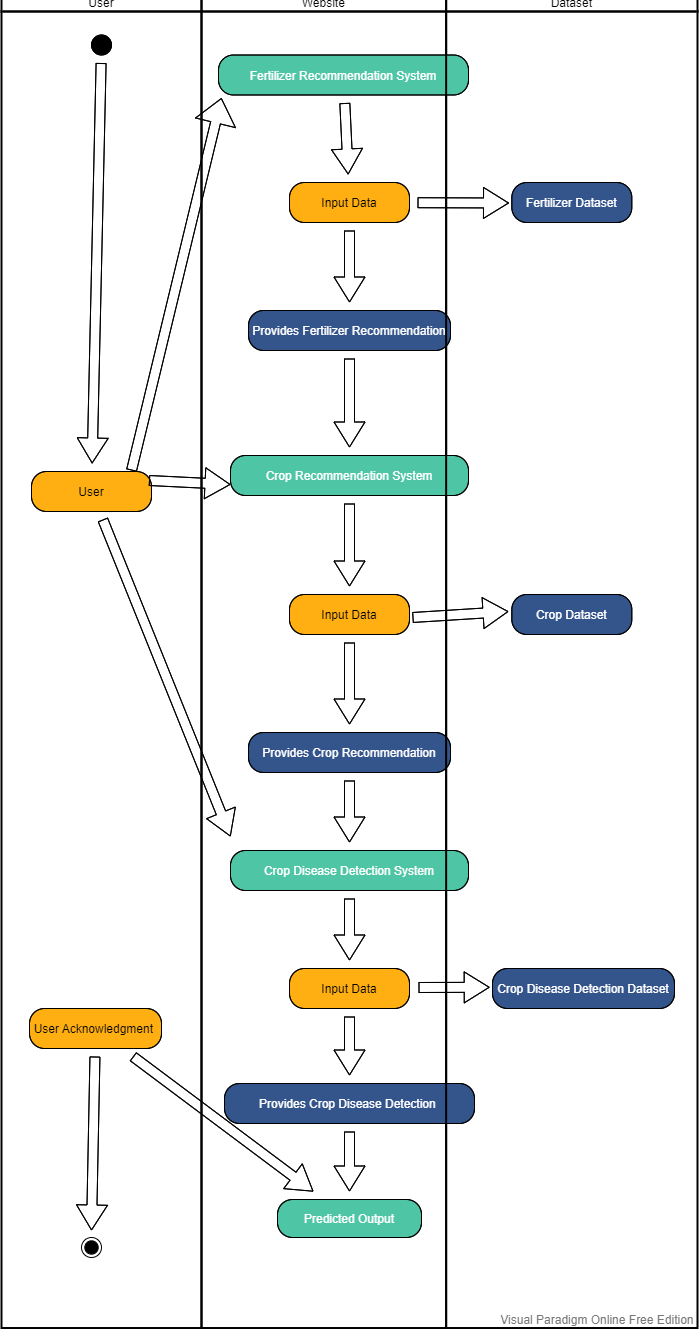 User
Website
Dataset
Fertilizer Recommendation System
Input Data
Fertilizer Dataset
Provides Fertilizer Recommendation
User
Crop Recommendation System
Input Data
Crop Dataset
Provides Crop Recommendation
Crop Disease Detection System
Input Data
Crop Disease Detection Dataset
User Acknowledgment
Provides Crop Disease Detection
Predicted Output
Visual Paradigm Online Free Edition